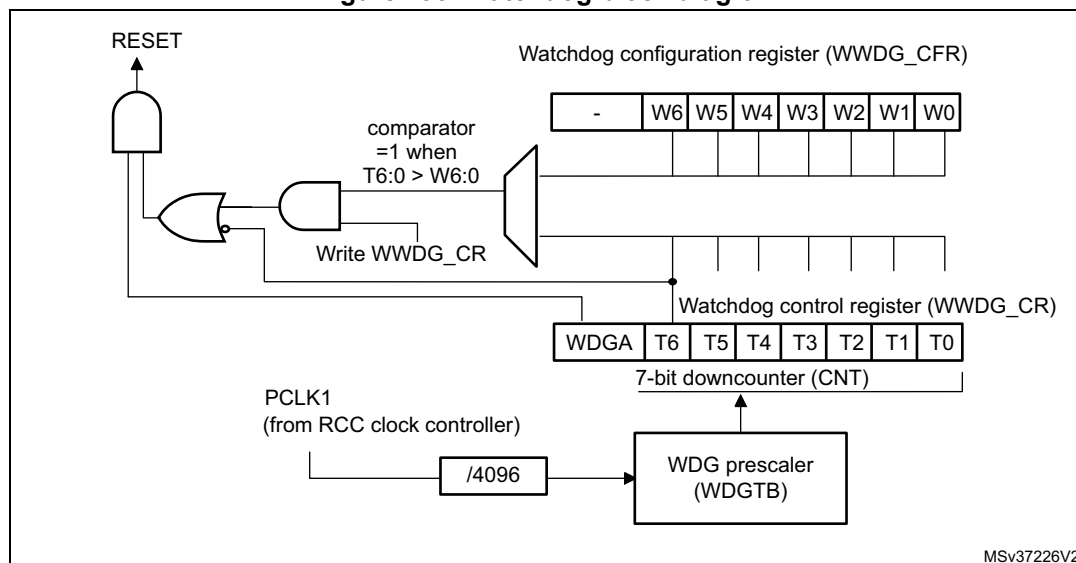 RESET
Watchdog configuration register (WWDG_CFR)
- W6 W5 W4 W3 W2 W1 W0
comparator
=1 when
T6:0 > W6:0
Write WWDG_CR
Watchdog control register (WWDG_CR)
WDGA T6 T5 T4 T3 T2 T1 T0
7-bit downcounter (CNT)
PCLK1
(from RCC clock controller)
/4096
WDG prescaler
(WDGTB)
MSv37226V2